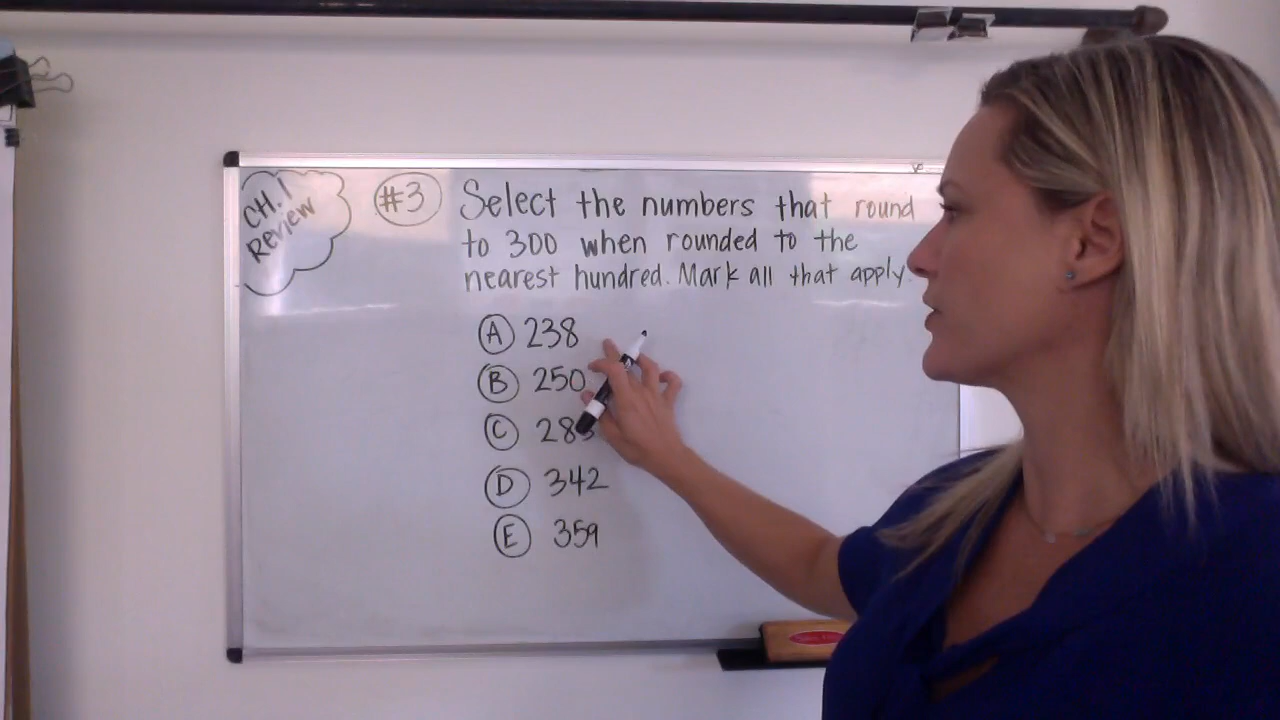 CH. 1
Review
#3
Select the numbers that round
to 300 when rounded to the
nearest hundred. Mark all that apply.
A 238
B 250
C
D 342
E 359